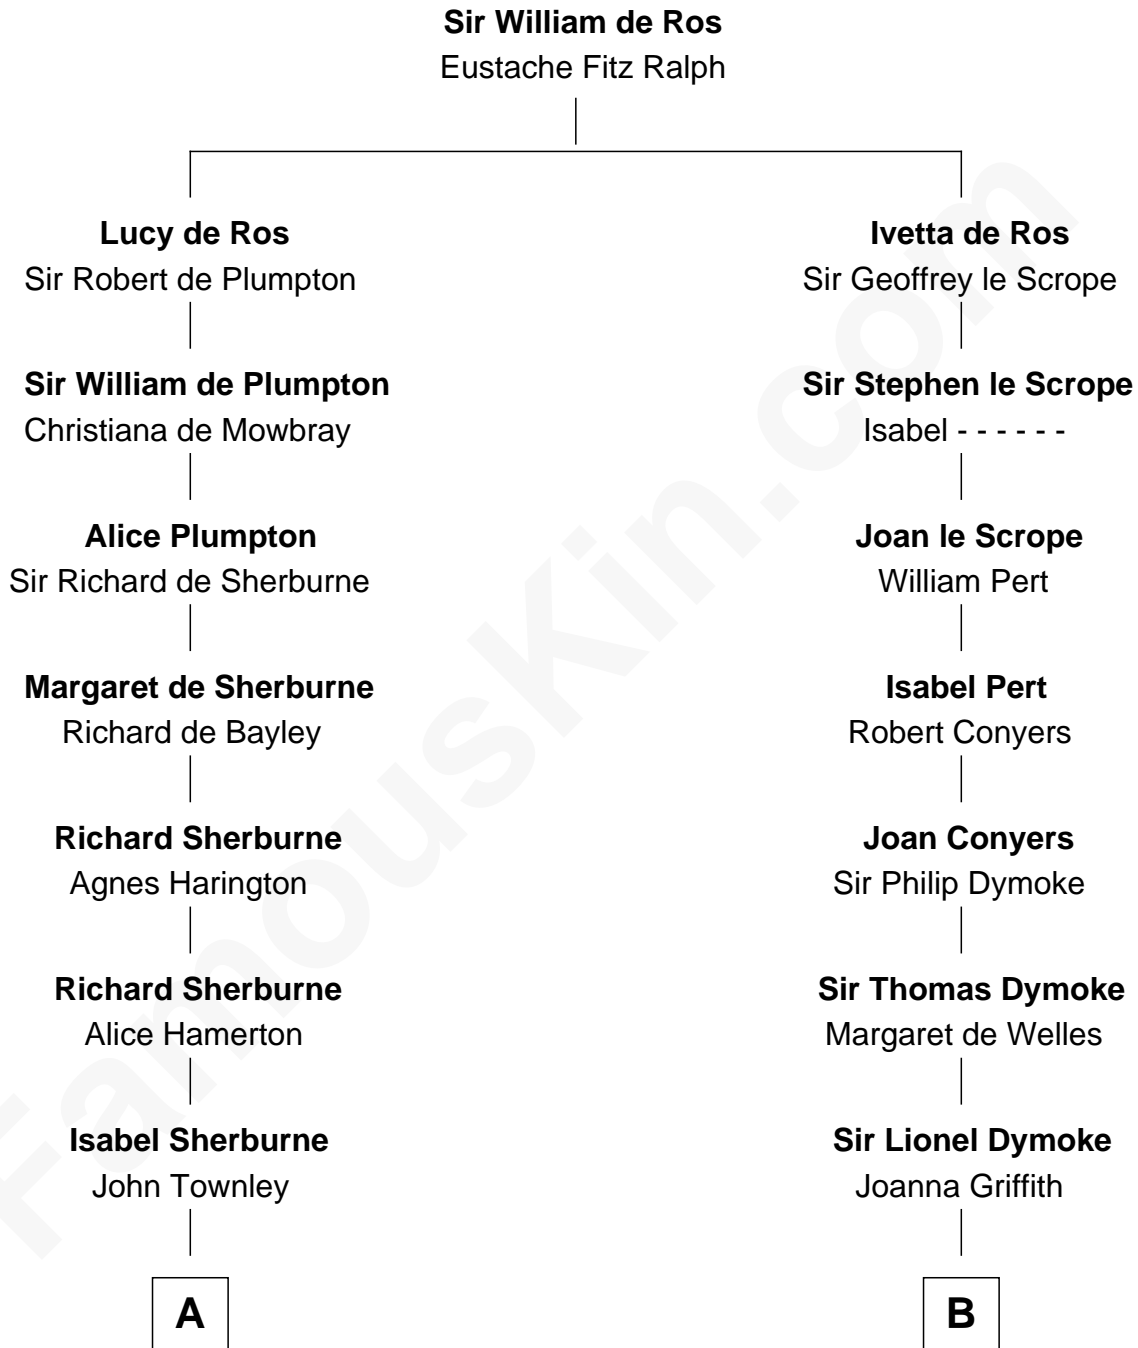 Sir William de Ros
Eustache Fitz Ralph
Lucy de Ros
Sir Robert de Plumpton
Ivetta de Ros
Sir Geoffrey le Scrope
Sir William de Plumpton
Christiana de Mowbray
Sir Stephen le Scrope
Isabel - - - - - -
Alice Plumpton
Sir Richard de Sherburne
Joan le Scrope
William Pert
Margaret de Sherburne
Richard de Bayley
Isabel Pert
Robert Conyers
Richard Sherburne
Agnes Harington
Joan Conyers
Sir Philip Dymoke
Richard Sherburne
Alice Hamerton
Sir Thomas Dymoke
Margaret de Welles
Isabel Sherburne
John Townley
Sir Lionel Dymoke
Joanna Griffith
A
B
FamousKin.com